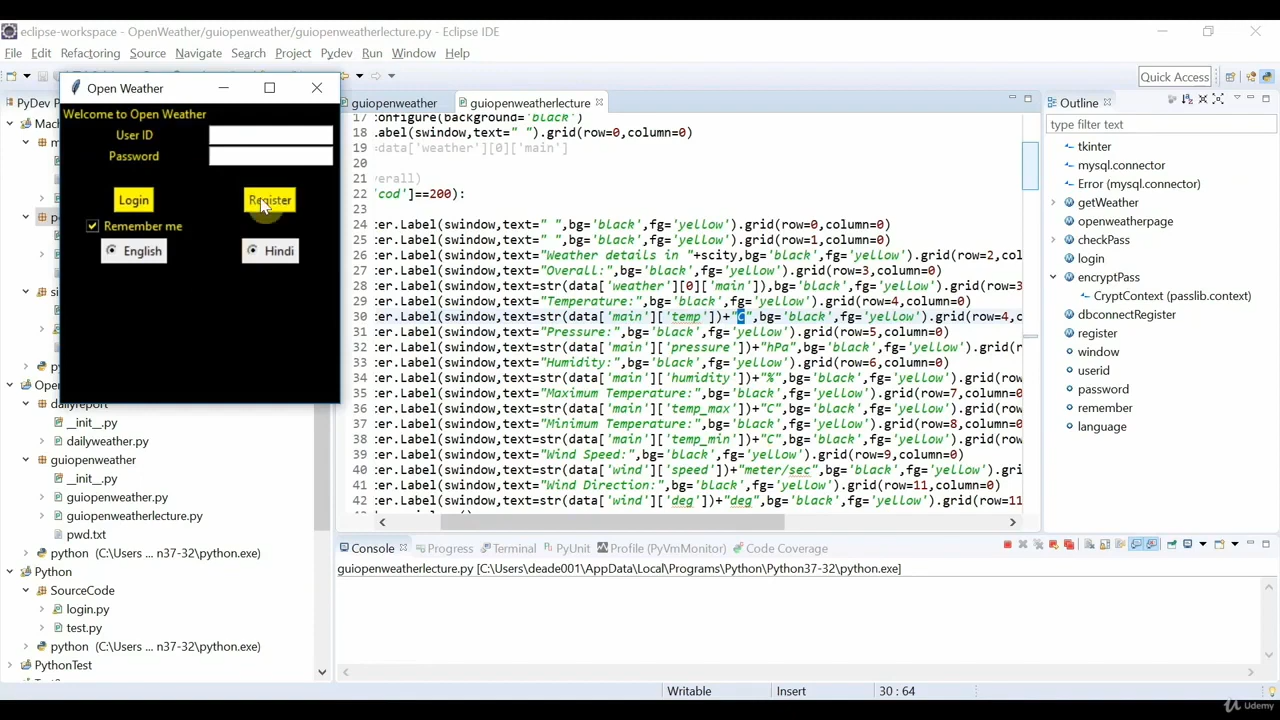 eclipse-workspace - OpenWeather/guiopenweather/guiopenweatherlecture.py - Eclipse IDE
File Edit Refactoring Source Navigate Search Project Pydev Run Window Help
Quick Access
Open Weather
Welcome to Open Weather
User ID
Password
Login Register
Remember me
English Hindi
PyDev P
Mac
Open
dailyreport
__init__.py
dailyweather.py
guiopenweather
__init__.py
guiopenweather.py
guiopenweatherlecture.py
pwd.txt
python (C:\Users ... n37-32\python.exe)
Python
SourceCode
login.py
test.py
python (C:\Users ... n37-32\python.exe)
PythonTest
guiopenweather guiopenweatherlecture
17 :onfigure(background='black')
18 .abel(swindow,text=" ").grid(row=0,column=0)
19 =data['weather'][0]['main']
20
21 erall)
22 'cod']==200):
23
24 :er.Label(swindow,text=" ",bg='black',fg='yellow').grid(row=0,column=0)
25 :er.Label(swindow,text=" ",bg='black',fg='yellow').grid(row=1,column=0)
26 :er.Label(swindow,text="Weather details in "+scity,bg='black',fg='yellow').grid(row=2,
27 :er.Label(swindow,text="Overall:",bg='black',fg='yellow').grid(row=3,column=0)
28 :er.Label(swindow,text=str(data['weather'][0]['main']),bg='black',fg='yellow').grid(row=3
29 :er.Label(swindow,text="Temperature:",bg='black',fg='yellow').grid(row=4,column=0)
30 :er.Label(swindow,text=str(data['main']['temp'])+"C",bg='black',fg='yellow').grid(row=4,c
31 :er.Label(swindow,text="Pressure:",bg='black',fg='yellow').grid(row=5,column=0)
32 :er.Label(swindow,text=str(data['main']['pressure'])+"hPa",bg='black',fg='yellow').grid(r
33 :er.Label(swindow,text="Humidity:",bg='black',fg='yellow').grid(row=6,column=0)
34 :er.Label(swindow,text=str(data['main']['humidity'])+"%",bg='black',fg='yellow').grid(row
35 :er.Label(swindow,text="Maximum Temperature:",bg='black',fg='yellow').grid(row=7,column=0
36 :er.Label(swindow,text=str(data['main']['temp_max'])+"C",bg='black',fg='yellow').grid(row
37 :er.Label(swindow,text="Minimum Temperature:",bg='black',fg='yellow').grid(row=8,column=0
38 :er.Label(swindow,text=str(data['main']['temp_min'])+"C",bg='black',fg='yellow').grid(row
39 :er.Label(swindow,text="Wind Speed:",bg='black',fg='yellow').grid(row=9,column=0)
40 :er.Label(swindow,text=str(data['wind']['speed'])+"meter/sec",bg='black',fg='yellow').gri
41 :er.Label(swindow,text="Wind Direction:",bg='black',fg='yellow').grid(row=11,column=0)
42 :er.Label(swindow,text=str(data['wind']['deg'])+"deg",bg='black',fg='yellow').grid(row=11
Outline
type filter text
tkinter
mysql.connector
Error (mysql.connector)
getWeather
openweatherpage
checkPass
login
encryptPass
CryptContext (passlib.context)
dbconnectRegister
register
window
userid
password
remember
language
Console Progress Terminal PyUnit Profile (PyVmMonitor) Code Coverage
guiopenweatherlecture.py [C:\Users\deade001\AppData\Local\Programs\Python\Python37-32\python.exe]
Writable Insert 30 : 64
Udemy